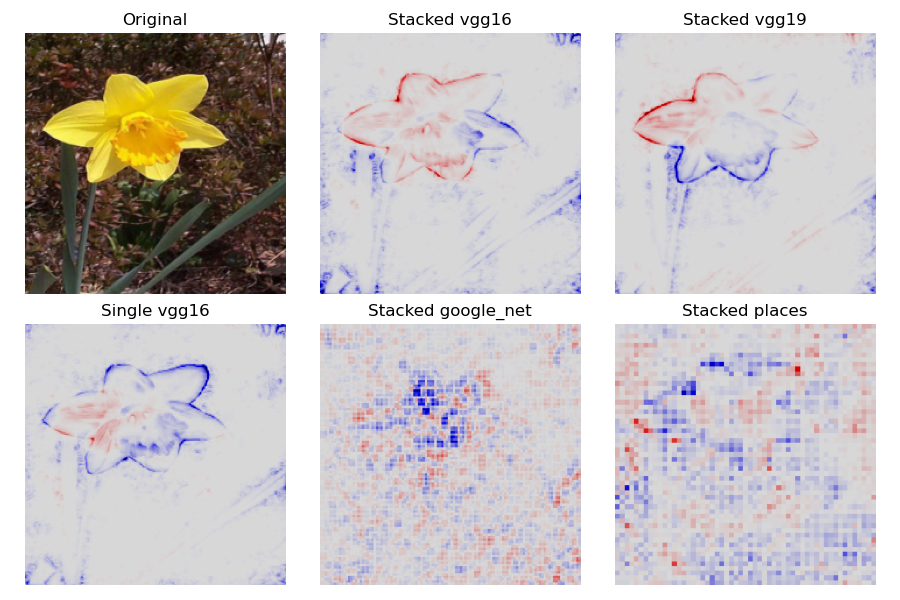 Original
Stacked vgg16
Stacked vgg19
Single vgg16
Stacked google_net
Stacked places